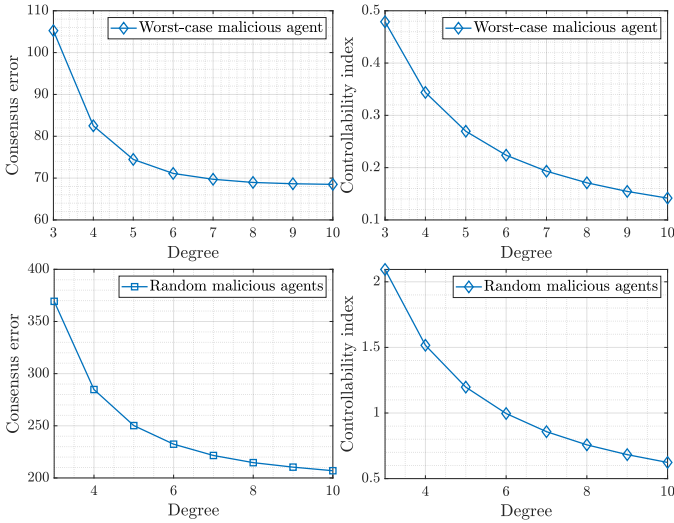 110
100
90
80
70
60
Consensus error
Worst-case malicious agent
3 4 5 6 7 8 9 10
Degree
0.5
0.4
0.3
0.2
0.1
Controllability index
Worst-case malicious agent
3 4 5 6 7 8 9 10
Degree
400
350
300
250
200
Consensus error
Random malicious agents
4 6 8 10
Degree
2
1.5
1
0.5
Controllability index
Random malicious agents
4 6 8 10
Degree